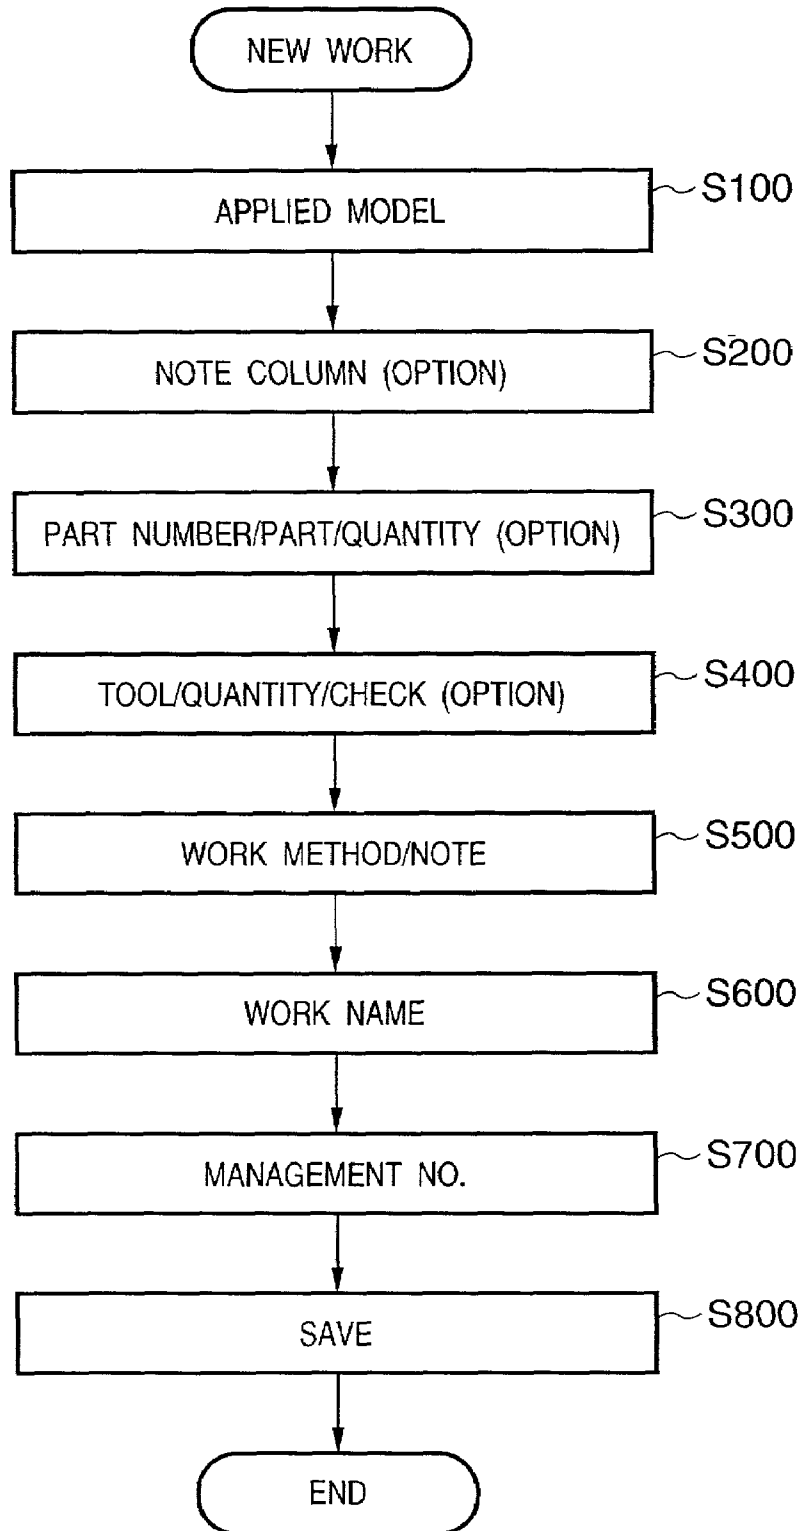 NEW WORK
APPLIED MODEL
S100
NOTE COLUMN (OPTION)
S200
PART NUMBER/PART/QUANTITY (OPTION)
S300
TOOL/QUANTITY/CHECK (OPTION)
S400
WORK METHOD/NOTE
S500
WORK NAME
S600
MANAGEMENT NO.
S700
SAVE
S800
END